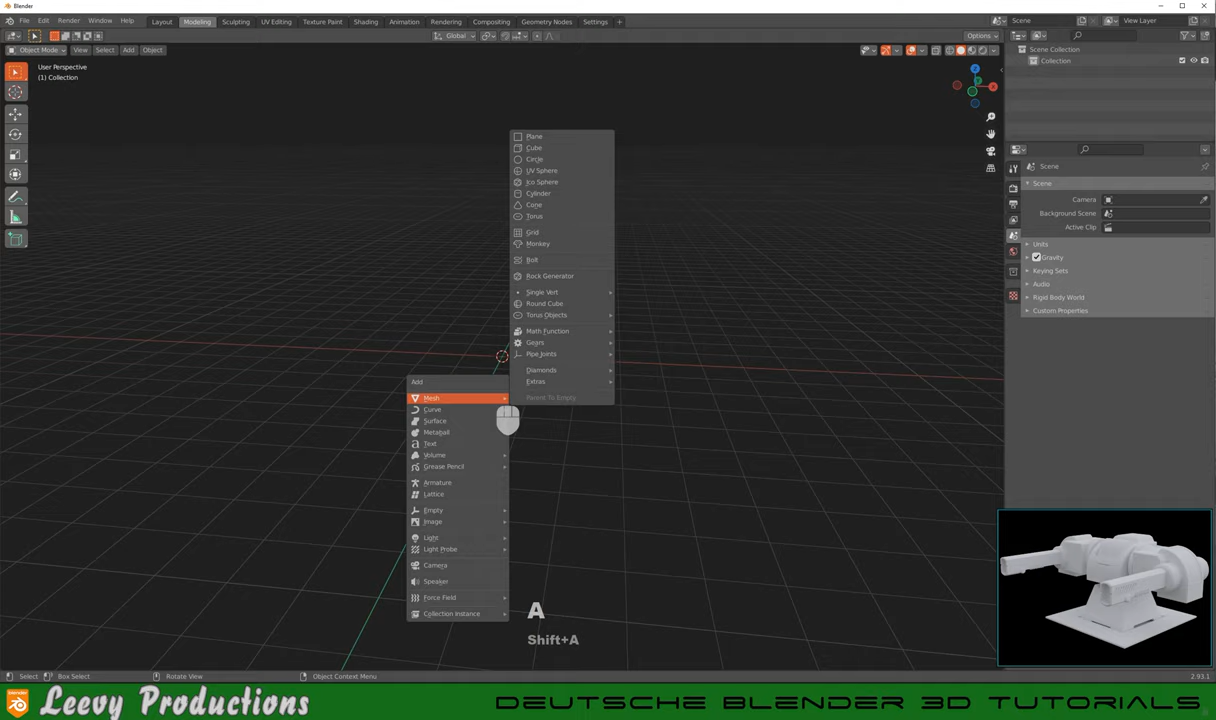 Blender
File Edit Render Window Help Layout Modeling Sculpting UV Editing Texture Paint Shading Animation Rendering Compositing Geometry Nodes Settings + Scene View Layer
Global Options
Object Mode View Select Add Object
User Perspective
(1) Collection
Z
X
Plane
Cube
Circle
UV Sphere
Ico Sphere
Cylinder
Cone
Torus
Grid
Monkey
Bolt
Rock Generator
Single Vert
Round Cube
Torus Objects
Math Function
Gears
Pipe Joints
Diamonds
Extras
Parent To Empty
Add
Mesh
Curve
Surface
Metaball
Text
Volume
Grease Pencil
Armature
Lattice
Empty
Image
Light
Light Probe
Camera
Speaker
Force Field
Collection Instance
A
Shift+A
Scene Collection
Collection
Scene
Scene
Camera
Background Scene
Active Clip
Units
Gravity
Keying Sets
Audio
Rigid Body World
Custom Properties
Select Box Select Rotate View Object Context Menu 2.93.1
Leevy Productions DEUTSCHE BLENDER 3D TUTORIALS